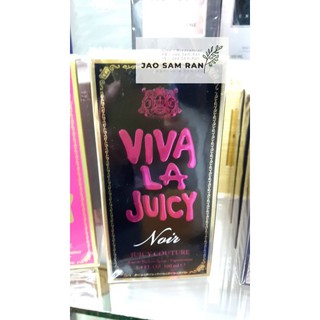 JAO SAM RAN
VIVA
LA
JUICY
Noir
JUICY COUTURE